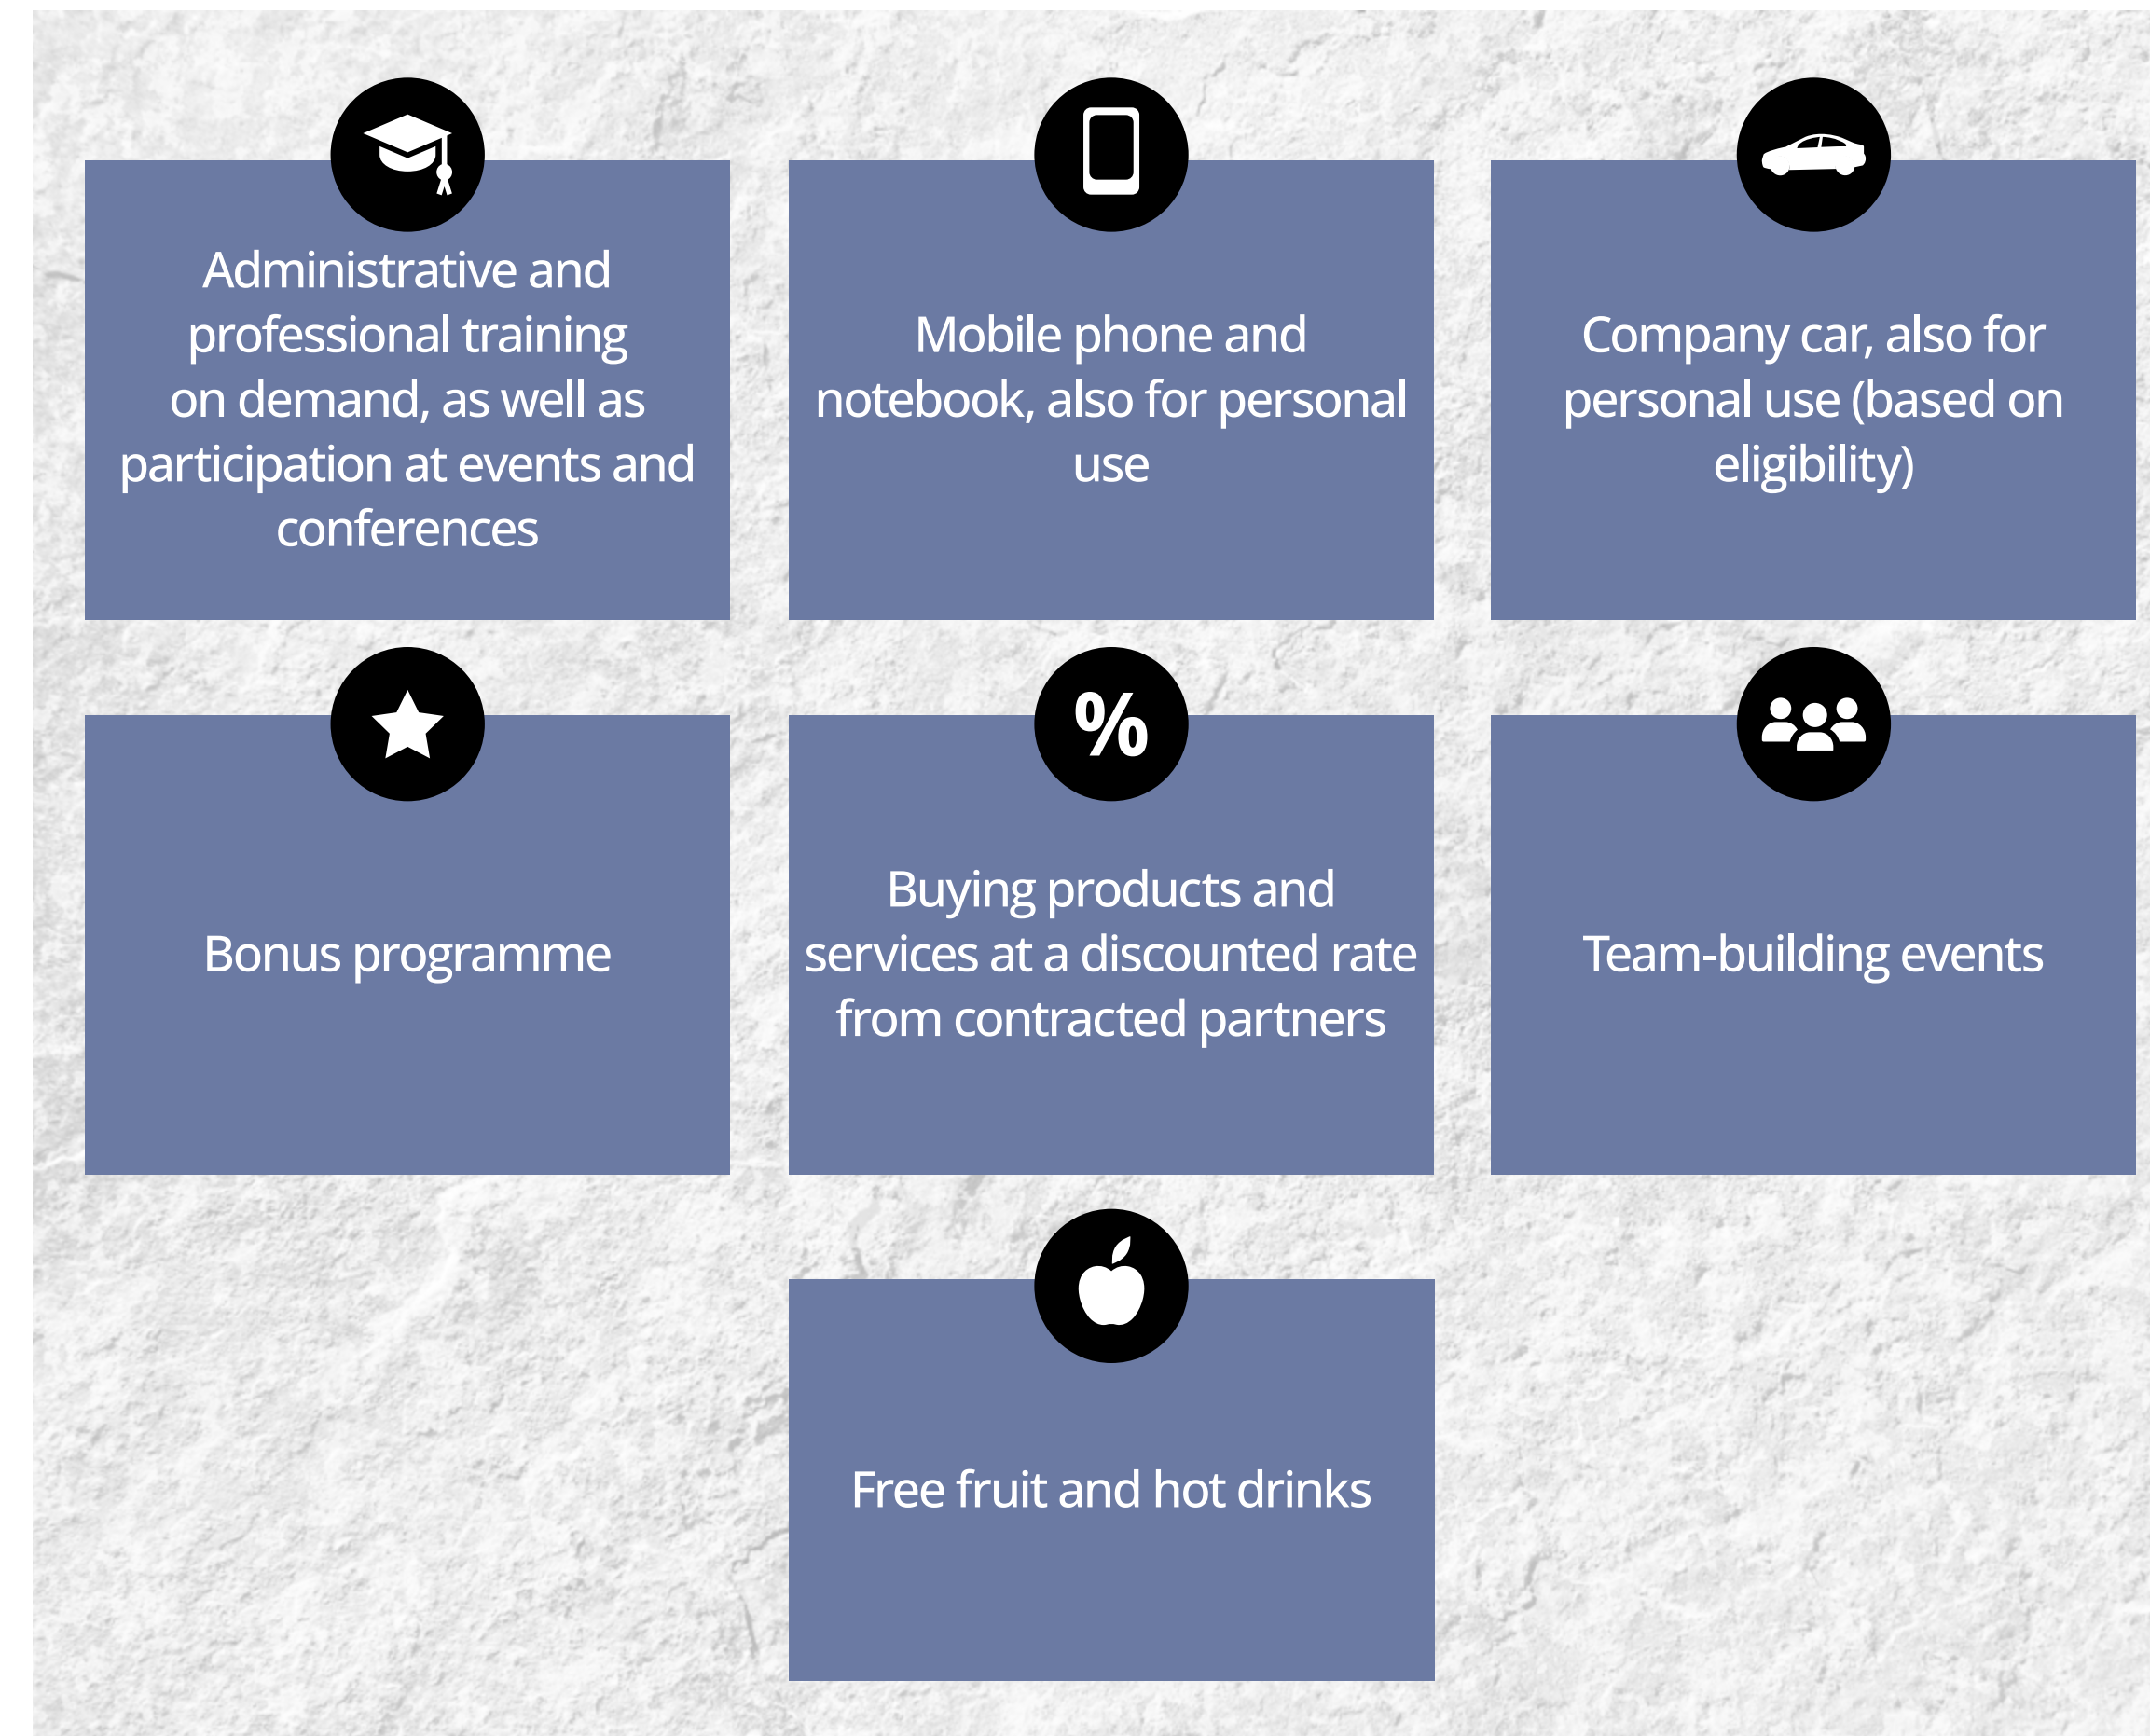 Administrative and
professional training
on demand, as well as
participation at events and
conferences
Mobile phone and
notebook, also for personal
use
Company car, also for
personal use (based on
eligibility)
Bonus programme
%
Buying products and
services at a discounted rate
from contracted partners
Team-building events
Free fruit and hot drinks